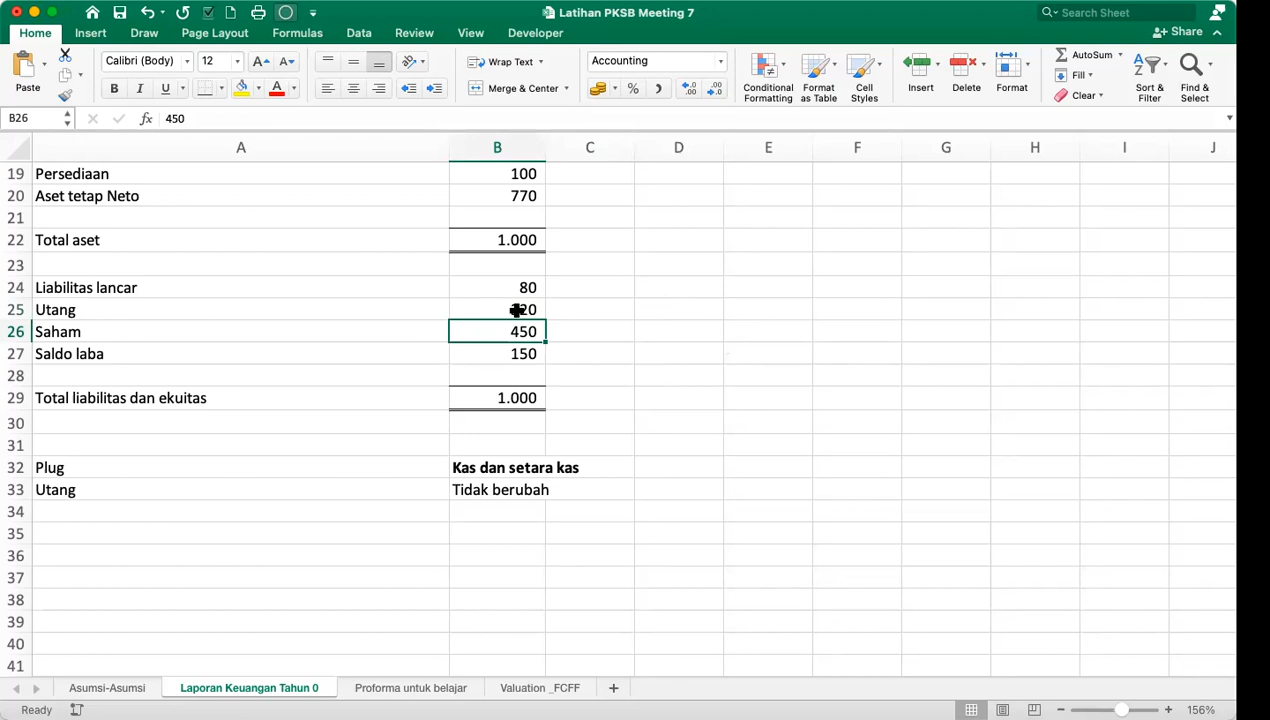 Latihan PKSB Meeting 7
Search Sheet
Home Insert Draw Page Layout Formulas Data Review View Developer
Share
Paste
Calibri (Body) 12
B I U
Wrap Text
Merge & Center
Accounting
Conditional Formatting
Format as Table
Cell Styles
Insert
Delete
Format
AutoSum
Fill
Clear
Sort & Filter
Find & Select
B26 fx 450
A B C D E F G H I J
19 Persediaan 100
20 Aset tetap Neto 770
21
22 Total aset 1.000
23
24 Liabilitas lancar 80
25 Utang
26 Saham 450
27 Saldo laba 150
28
29 Total liabilitas dan ekuitas 1.000
30
31
32 Plug Kas dan setara kas
33 Utang Tidak berubah
34
35
36
37
38
39
40
41
Asumsi-Asumsi Laporan Keuangan Tahun 0 Proforma untuk belajar Valuation _FCFF
Ready 156%